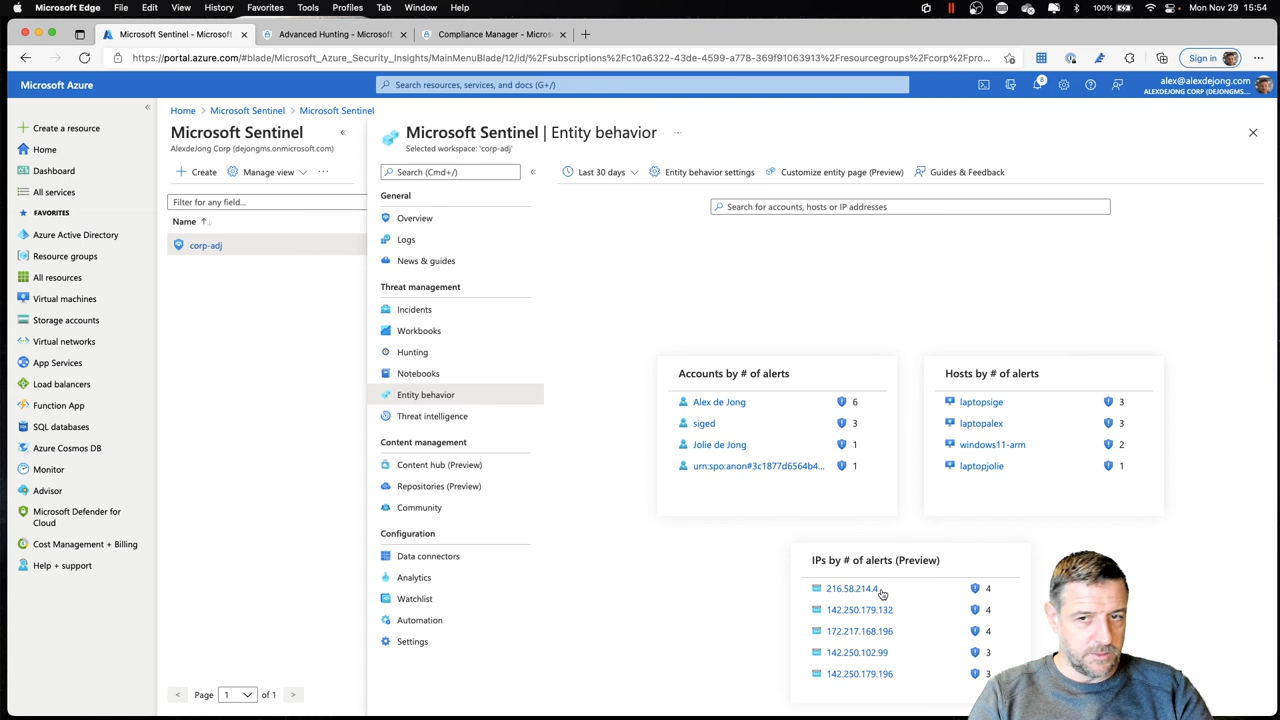 Microsoft Edge File Edit View History Favorites Tools Profiles Tab Window Help 100% Mon Nov 29 15:54
Microsoft Sentinel - Microsoft
Advanced Hunting - Microsoft
Compliance Manager - Micros
https://portal.azure.com/#blade/Microsoft_Azure_Security_Insights/MainMenuBlade/12/id/%2Fsubscriptions%2Fc10a6322-43de-4599-a778-369f91063913%2Fresourcegroups%2Fcorp%2Fpro...
Sign in
Microsoft Azure
Search resources, services, and docs (G+/)
8
alex@alexdejong.com
ALEXDEJONG CORP (DEJONGMS....
Create a resource
Home
Dashboard
All services
FAVORITES
Azure Active Directory
Resource groups
All resources
Virtual machines
Storage accounts
Virtual networks
App Services
Load balancers
Function App
SQL databases
Azure Cosmos DB
Monitor
Advisor
Microsoft Defender for
Cloud
Cost Management + Billing
Help + support
Home > Microsoft Sentinel > Microsoft Sentinel
Microsoft Sentinel
AlexdeJong Corp (dejongms.onmicrosoft.com)
Create Manage view ...
Filter for any field...
Name
corp-adj
< Page 1 of 1 >
Microsoft Sentinel | Entity behavior ...
Selected workspace: 'corp-adj'
Search (Cmd+/)
General
Overview
Logs
News & guides
Threat management
Incidents
Workbooks
Hunting
Notebooks
Entity behavior
Threat intelligence
Content management
Content hub (Preview)
Repositories (Preview)
Community
Configuration
Data connectors
Analytics
Watchlist
Automation
Settings
Last 30 days Entity behavior settings Customize entity page (Preview) Guides & Feedback
Search for accounts, hosts or IP addresses
Accounts by # of alerts
Alex de Jong 6
siged 3
Jolie de Jong 1
urn:spo:anon#3c1877d6564b4... 1
Hosts by # of alerts
laptopsige 3
laptopalex 3
windows11-arm 2
laptopjolie 1
IPs by # of alerts (Preview)
216.58.214.4 4
142.250.179.132 4
172.217.168.196 4
142.250.102.99 3
142.250.179.196 3